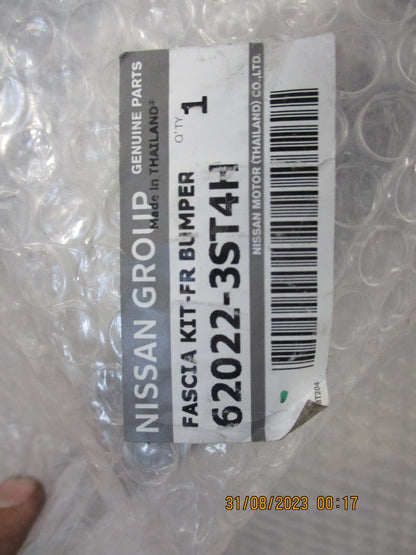 NISSAN GROUP GENUINE PARTS
Made in THAILAND
FASCIA KIT-FR BUMPER
Q'TY 1
62022-3ST4H
NISSAN MOTOR (THAILAND) CO.,LTD.
MT204
31/08/2023 00:17